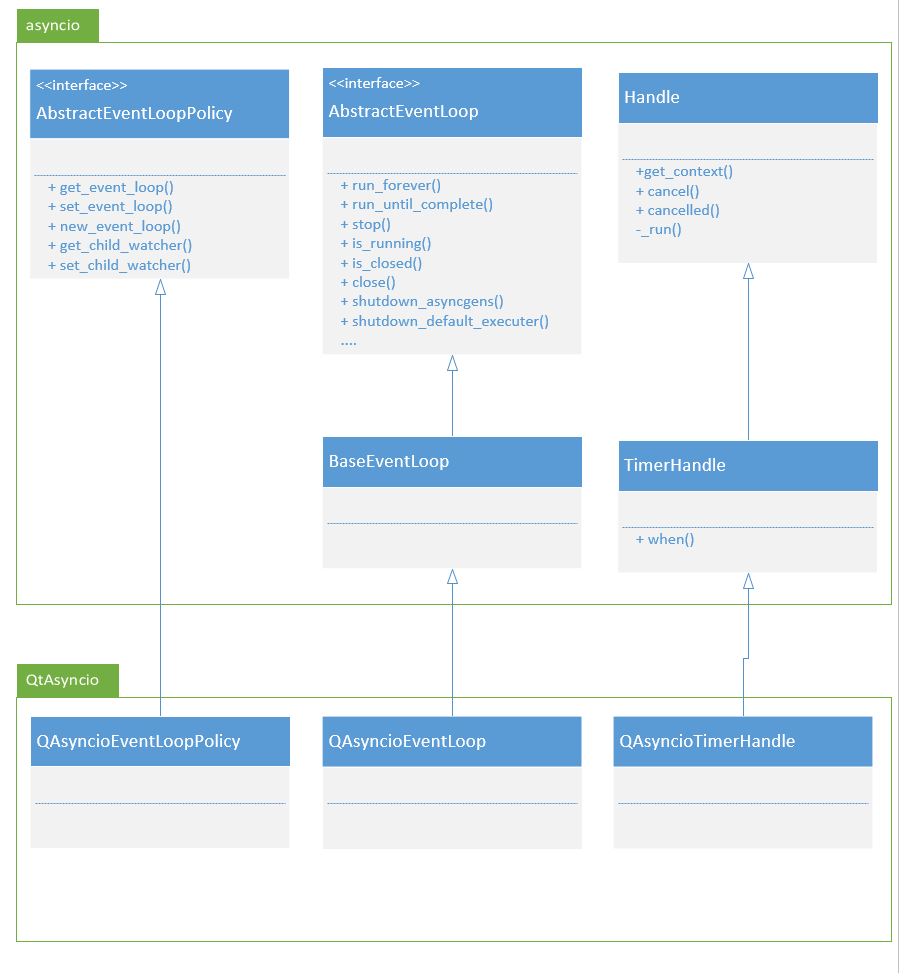 asyncio
<<interface>>
AbstractEventLoopPolicy
+ get_event_loop()
+ set_event_loop()
+ new_event_loop()
+ get_child_watcher()
+ set_child_watcher()
<<interface>>
AbstractEventLoop
+ run_forever()
+ run_until_complete()
+ stop()
+ is_running()
+ is_closed()
+ close()
+ shutdown_asyncgens()
+ shutdown_default_executer()
....
Handle
+get_context()
+ cancel()
+ cancelled()
-_run()
BaseEventLoop
TimerHandle
+ when()
QtAsyncio
QAsyncioEventLoopPolicy
QAsyncioEventLoop
QAsyncioTimerHandle